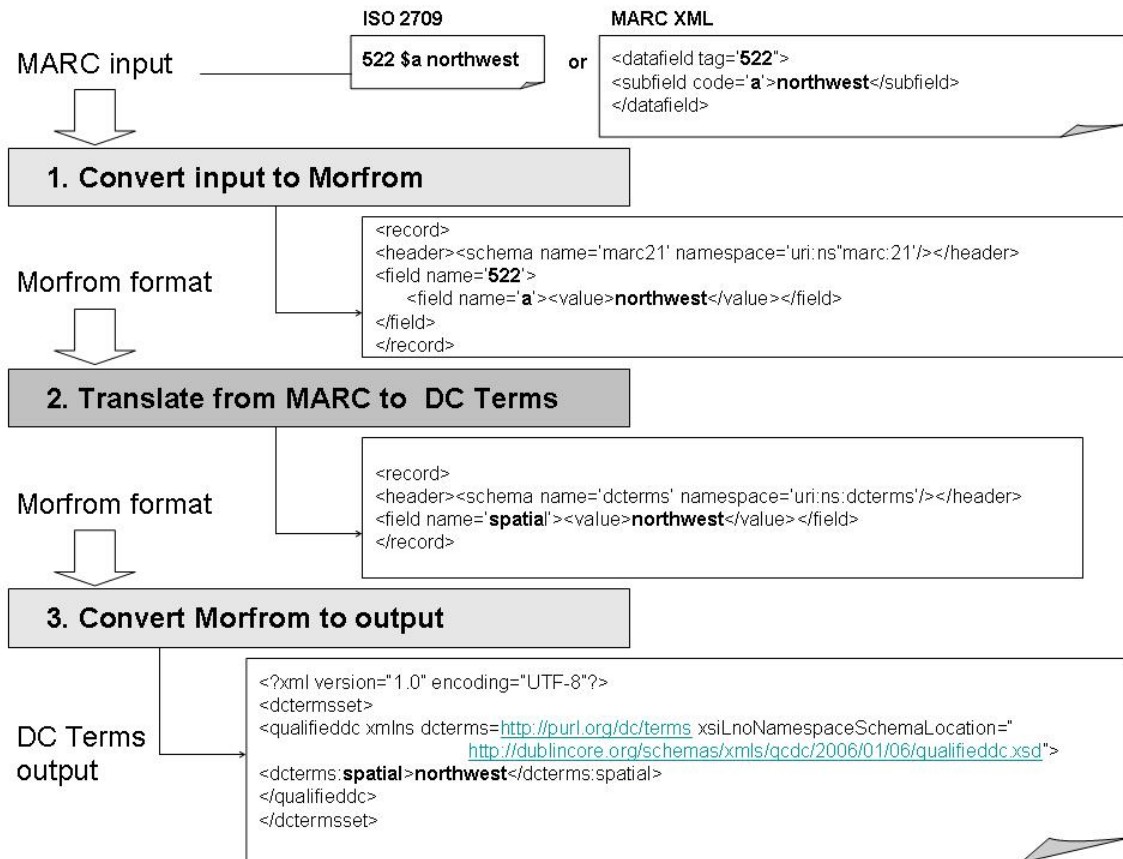 ISO 2709
MARC XML
MARC input
522 $a northwest
or
<datafield tag='522">
<subfield code='a'>northwest</subfield>
</datafield>
1. Convert input to Morfrom
Morfrom format
<record>
<header><schema name='marc21' namespace='uri:ns"marc:21'/></header>
<field name='522'>
<field name='a'><value>northwest</value></field>
</field>
</record>
2. Translate from MARC to DC Terms
Morfrom format
<record>
<header><schema name='dcterms' namespace='uri:ns:dcterms'/></header>
<field name='spatial'><value>northwest</value></field>
</record>
3. Convert Morfrom to output
DC Terms
output
<?xml version="1.0" encoding="UTF-8"?>
<dctermsset>
<qualifieddc xmlns dcterms=http://purl.org/dc/terms xsiLnoNamespaceSchemaLocation="
http://dublincore.org/schemas/xmls/qcdc/2006/01/06/qualifieddc.xsd">
<dcterms:spatial>northwest</dcterms:spatial>
</qualifieddc>
</dctermsset>